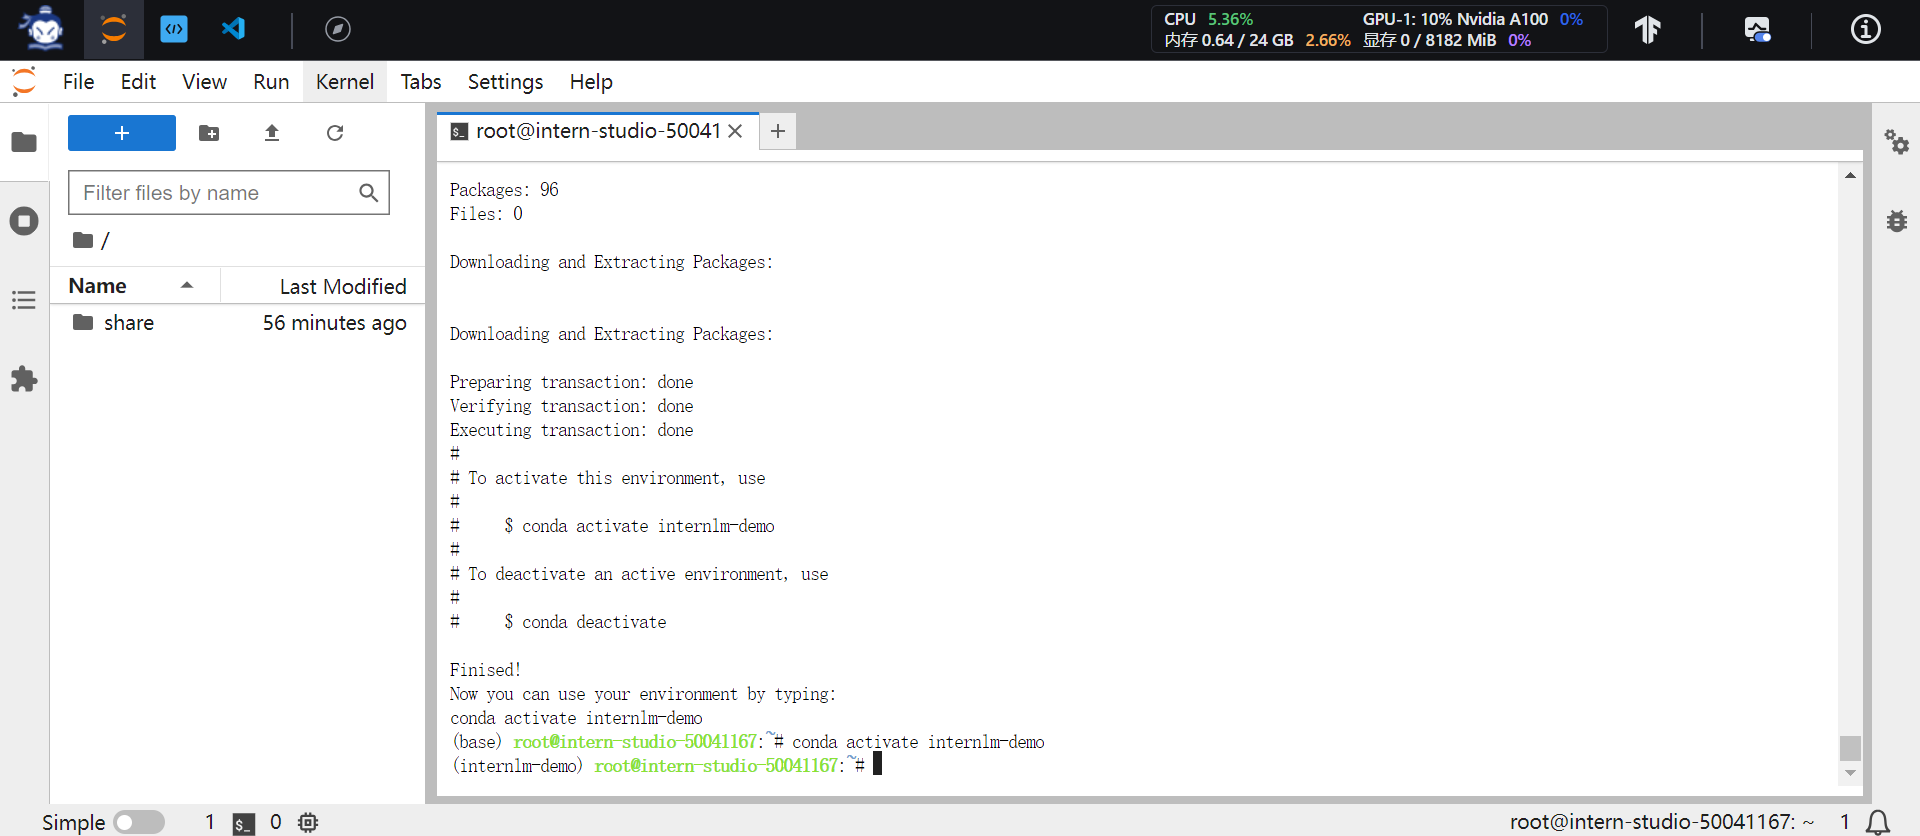 CPU 5.36% GPU-1: 10% Nvidia A100 0%
内存 0.64 / 24 GB 2.66% 显存 0 / 8182 MiB 0%
File Edit View Run Kernel Tabs Settings Help
root@intern-studio-50041
Filter files by name
/
Name Last Modified
share 56 minutes ago
Packages: 96
Files: 0
Downloading and Extracting Packages:
Downloading and Extracting Packages:
Preparing transaction: done
Verifying transaction: done
Executing transaction: done
#
# To activate this environment, use
#
#     $ conda activate internlm-demo
#
# To deactivate an active environment, use
#
#     $ conda deactivate
Finised!
Now you can use your environment by typing:
conda activate internlm-demo
(base) root@intern-studio-50041167:~# conda activate internlm-demo
(internlm-demo) root@intern-studio-50041167:~#
Simple 1 $_ 0 root@intern-studio-50041167: ~ 1